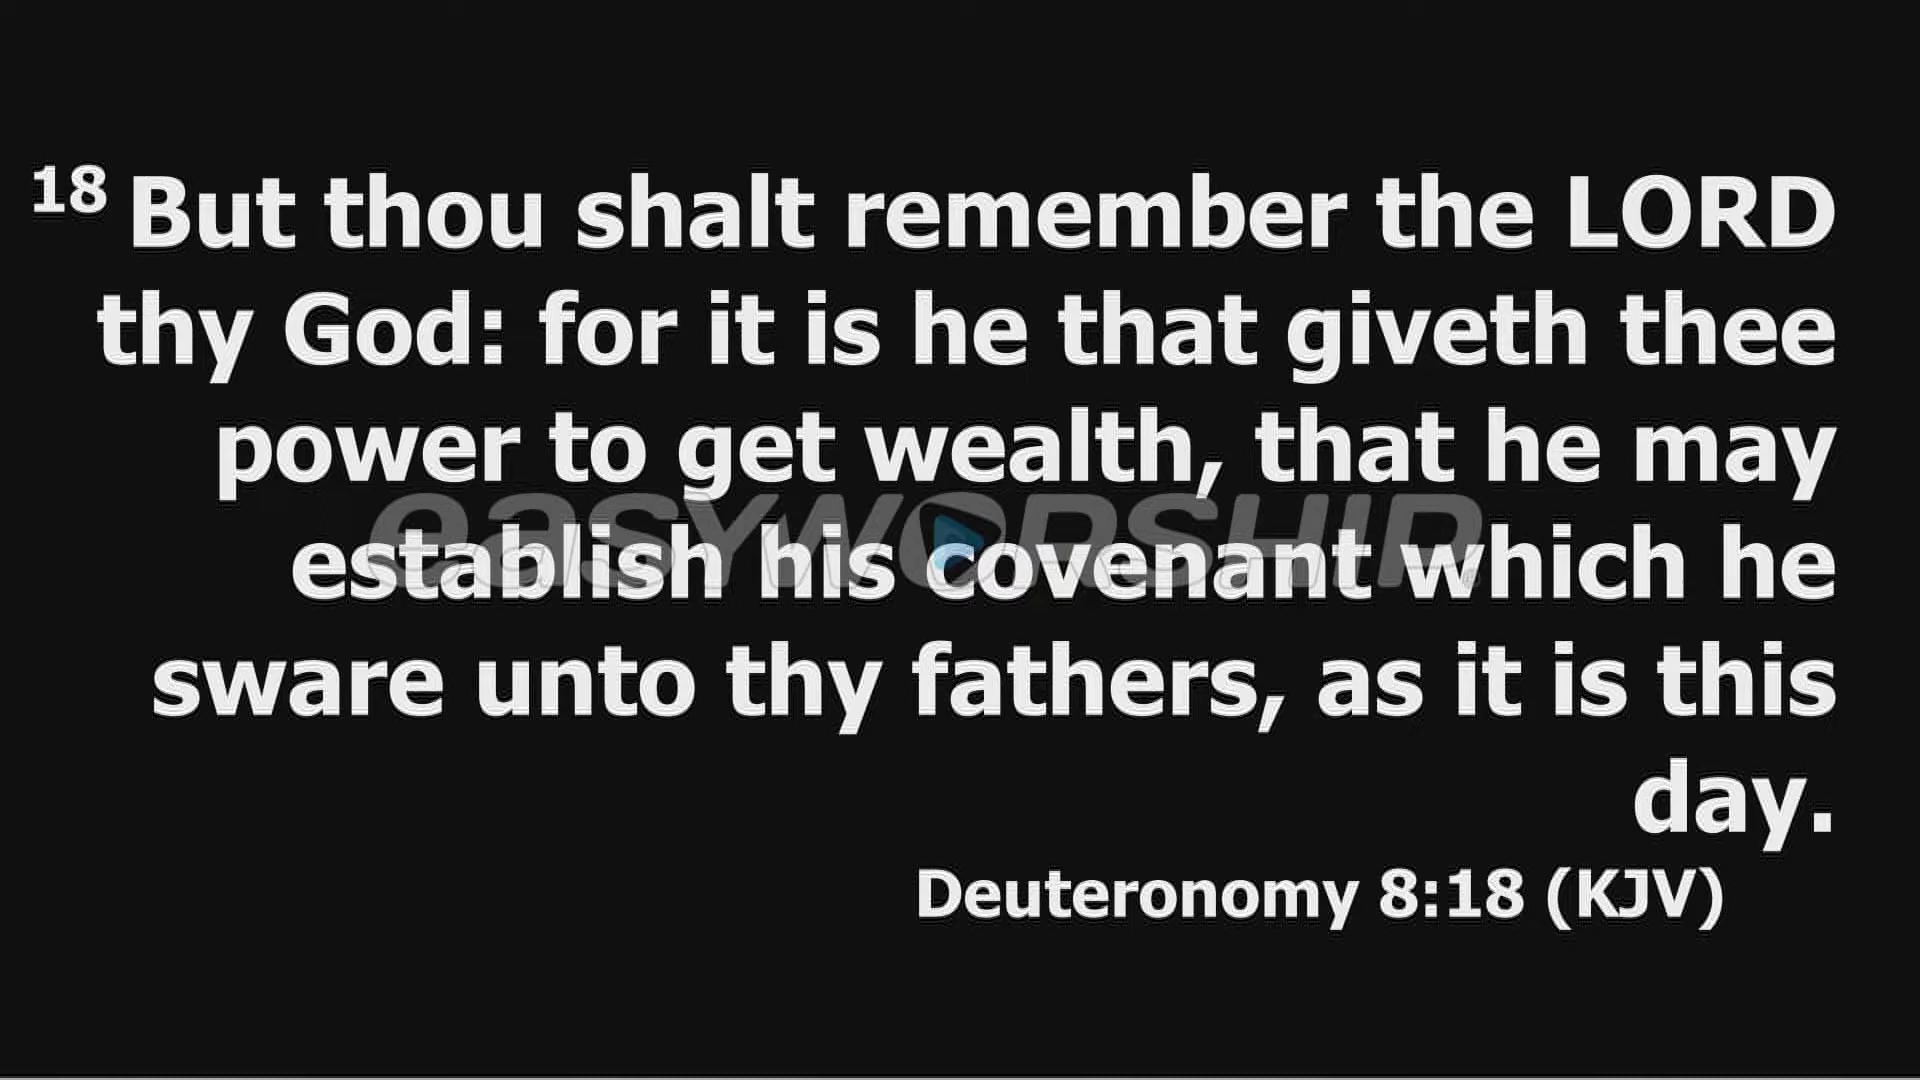 18 But thou shalt remember the LORD
thy God: for it is he that giveth thee
power to get wealth, that he may
easyworship
establish his covenant which he
sware unto thy fathers, as it is this
day.
Deuteronomy 8:18 (KJV)